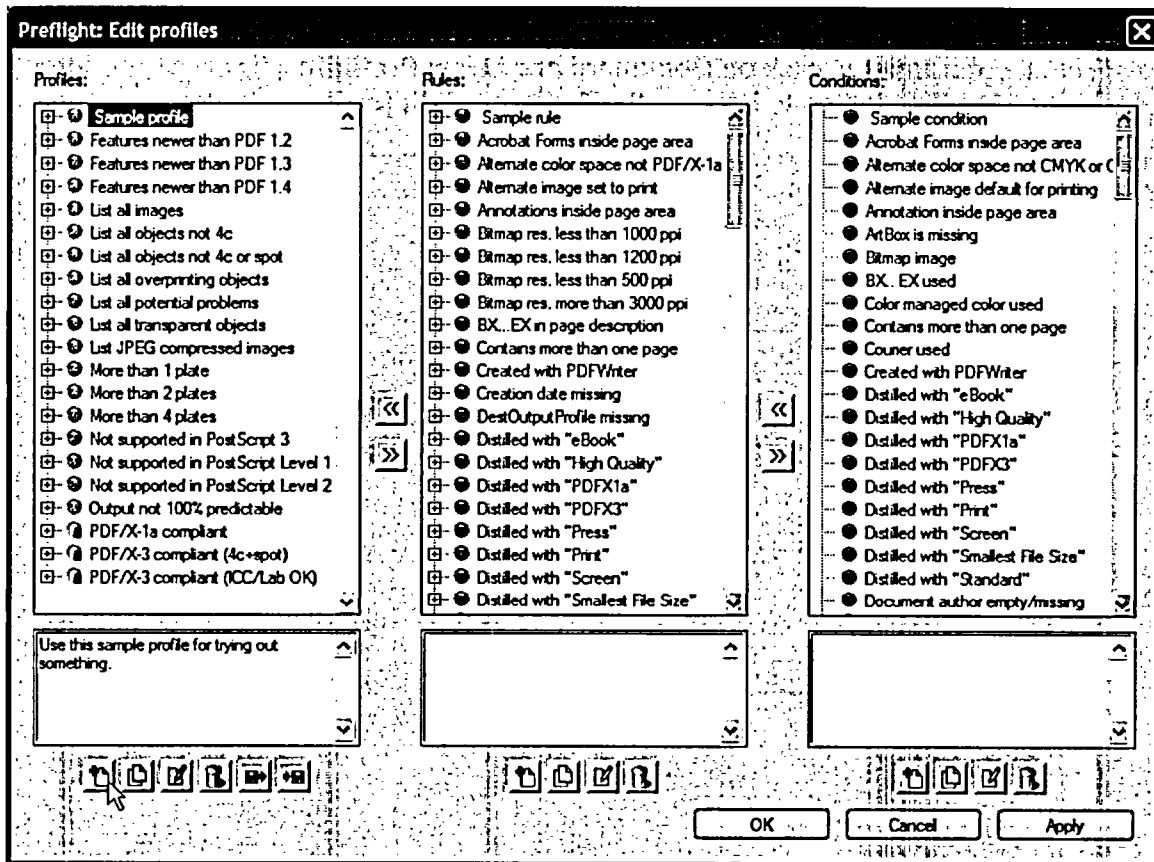 Preflight: Edit profiles
Profiles:
Sample profile
Features newer than PDF 1.2
Features newer than PDF 1.3
Features newer than PDF 1.4
List all images
List all objects not 4c
List all objects not 4c or spot
List all overprinting objects
List all potential problems
List all transparent objects
List JPEG compressed images
More than 1 plate
More than 2 plates
More than 4 plates
Not supported in PostScript 3
Not supported in PostScript Level 1
Not supported in PostScript Level 2
Output not 100% predictable
PDF/X-1a compliant
PDF/X-3 compliant (4c+spot)
PDF/X-3 compliant (ICC/Lab OK)
Use this sample profile for trying out
something.
Rules:
Sample rule
Acrobat Forms inside page area
Alternate color space not PDF/X-1a
Alternate image set to print
Annotations inside page area
Bitmap res. less than 1000 ppi
Bitmap res. less than 1200 ppi
Bitmap res. less than 500 ppi
Bitmap res. more than 3000 ppi
BX...EX in page description
Contains more than one page
Created with PDFWriter
Creation date missing
DestOutputProfile missing
Distilled with "eBook"
Distilled with "High Quality"
Distilled with "PDFX1a"
Distilled with "PDFX3"
Distilled with "Press"
Distilled with "Print"
Distilled with "Screen"
Distilled with "Smallest File Size"
Conditions:
Sample condition
Acrobat Forms inside page area
Alternate color space not CMYK or
Alternate image default for printing
Annotation inside page area
ArtBox is missing
Bitmap image
BX.. EX used
Color managed color used
Contains more than one page
Courier used
Created with PDFWriter
Distilled with "eBook"
Distilled with "High Quality"
Distilled with "PDFX1a"
Distilled with "PDFX3"
Distilled with "Press"
Distilled with "Print"
Distilled with "Screen"
Distilled with "Smallest File Size"
Distilled with "Standard"
Document author empty/missing
OK
Cancel
Apply